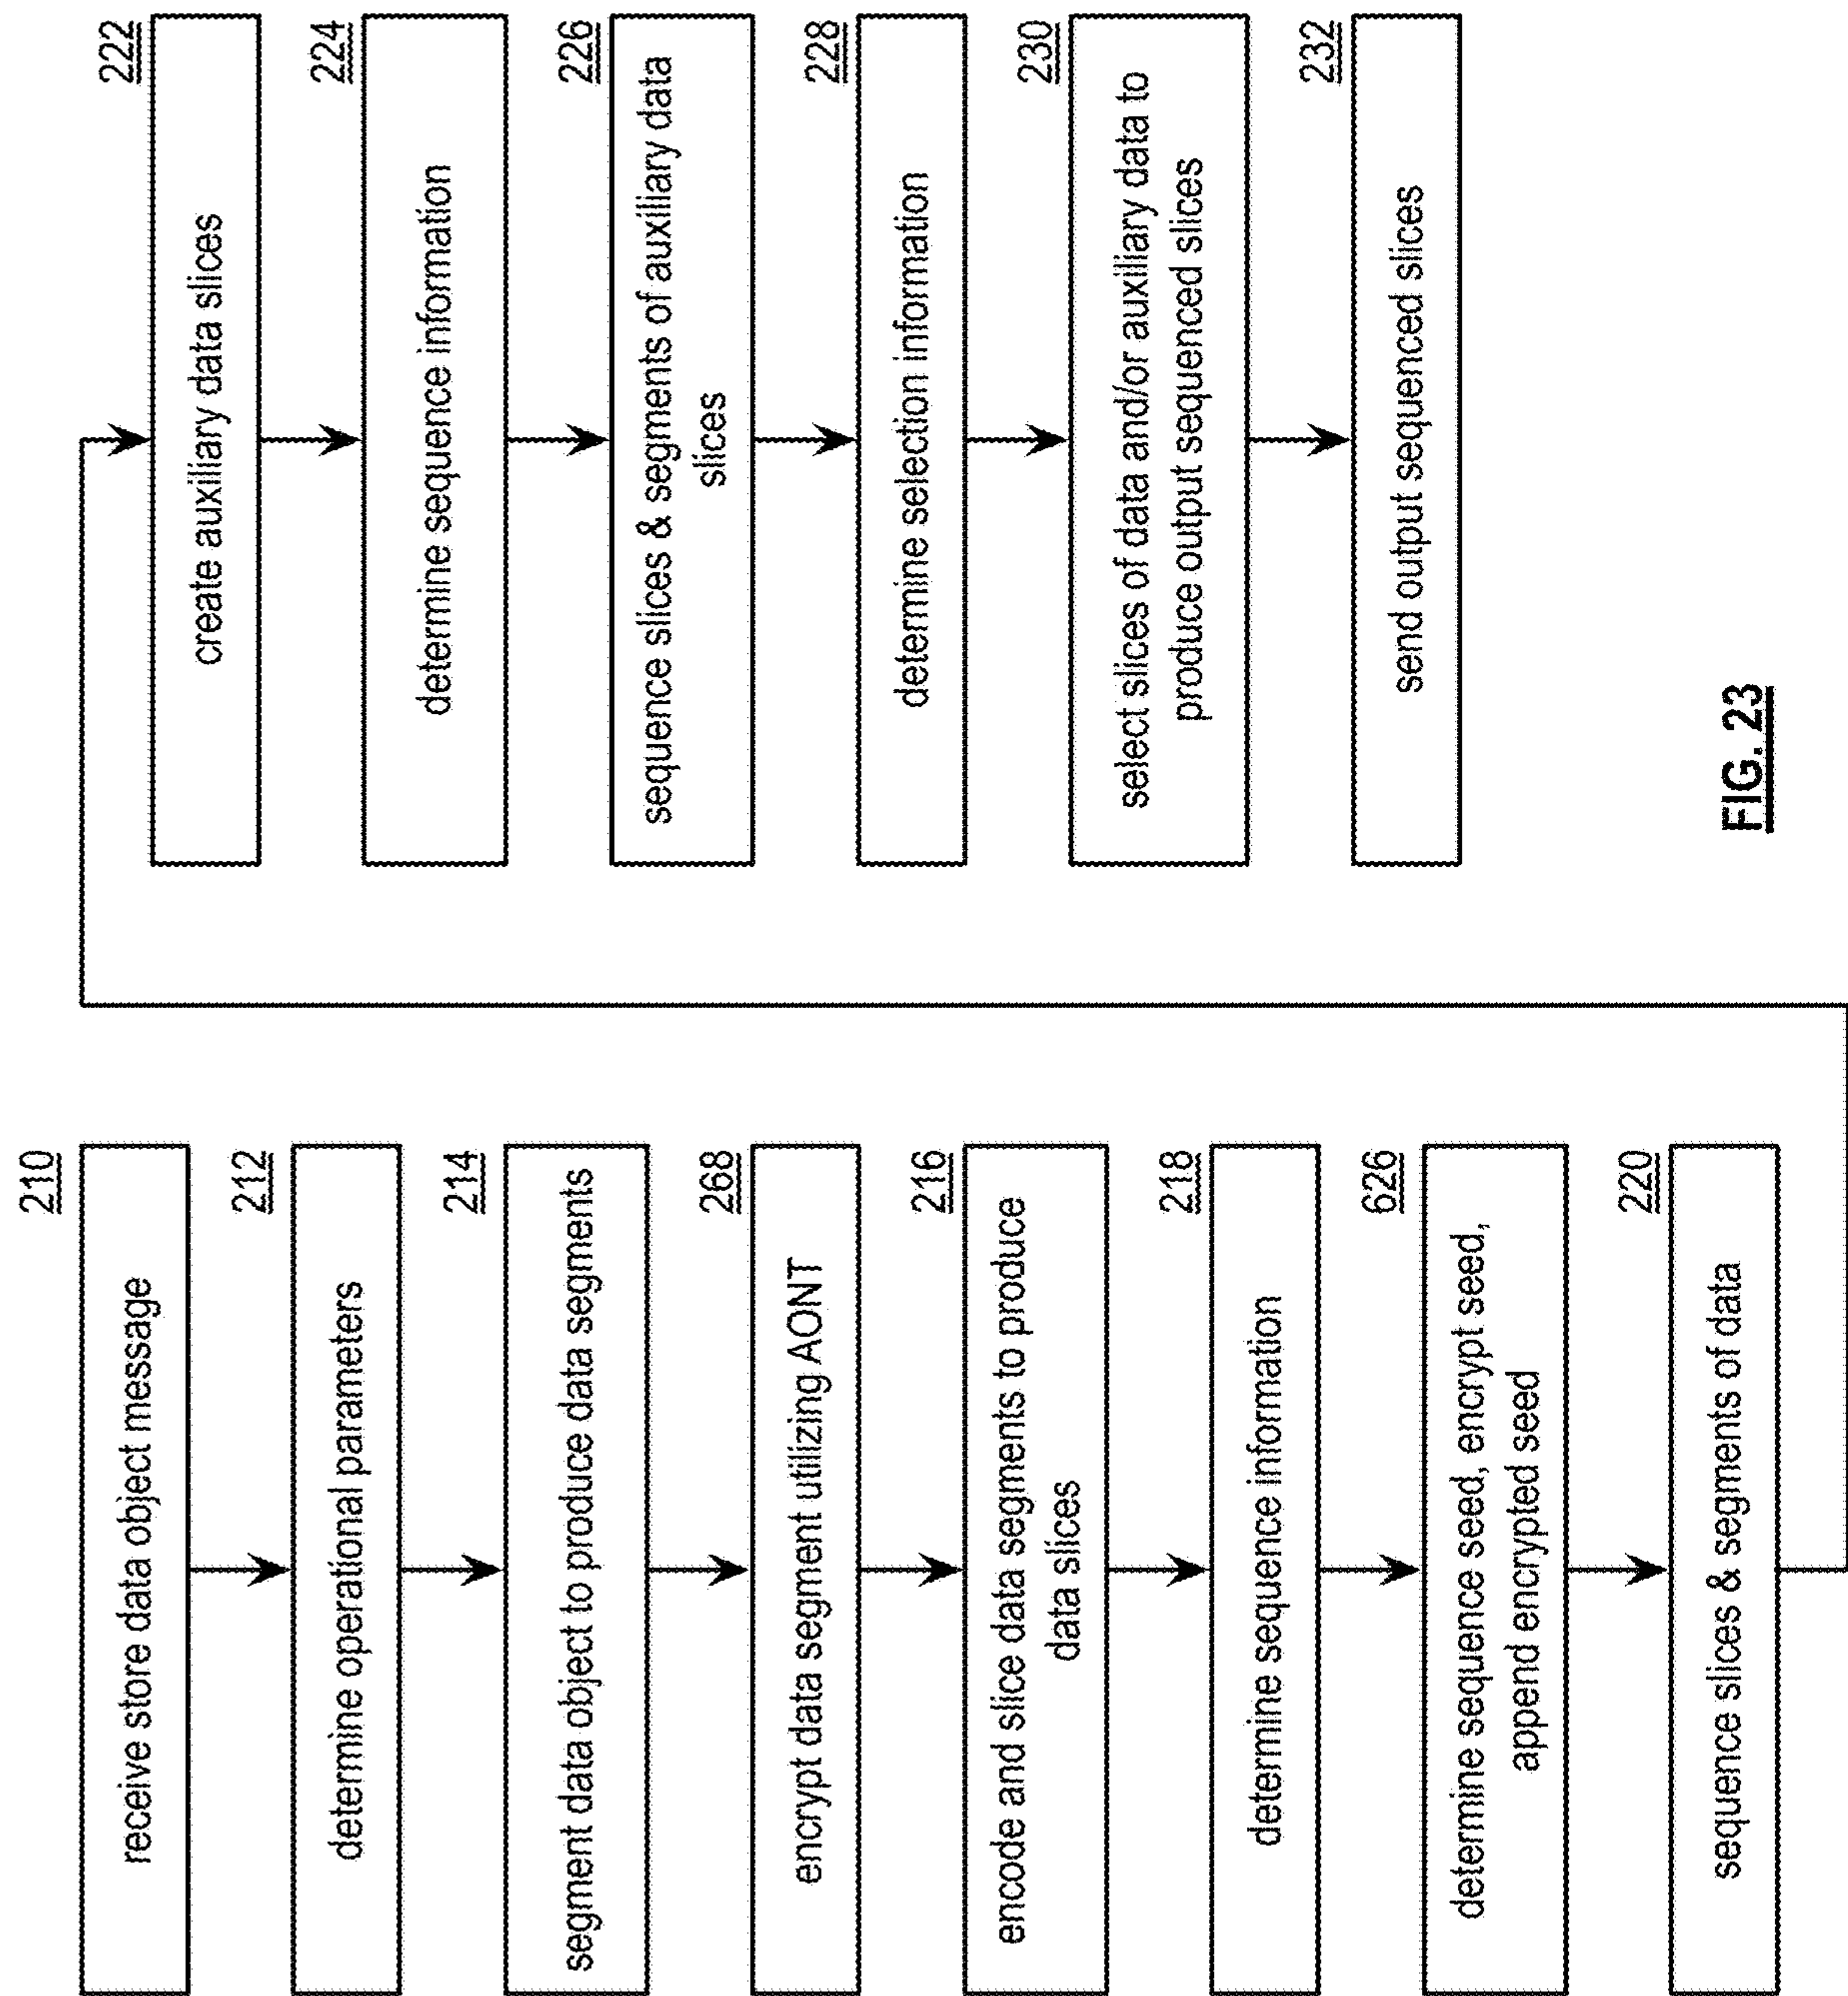 210
receive store data object message
212
determine operational parameters
214
segment data object to produce data segments
268
encrypt data segment utilizing AONT
216
encode and slice data segments to produce
data slices
218
determine sequence information
626
determine sequence seed, encrypt seed,
append encrypted seed
220
sequence slices & segments of data
222
create auxiliary data slices
224
determine sequence information
226
sequence slices & segments of auxiliary data
slices
228
determine selection information
230
select slices of data and/or auxiliary data to
produce output sequenced slices
232
send output sequenced slices
FIG. 23